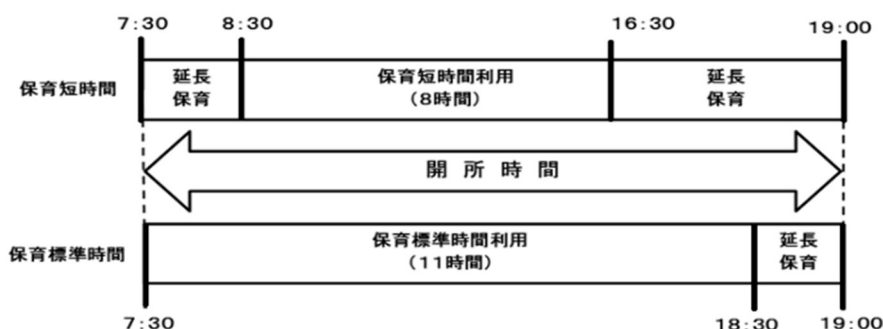 7:30 8:30 16:30 19:00
保育短時間
延長
保育
保育短時間利用
(8時間)
延長
保育
開所時間
保育標準時間
保育標準時間利用
(11時間)
延長
保育
7:30 18:30 19:00